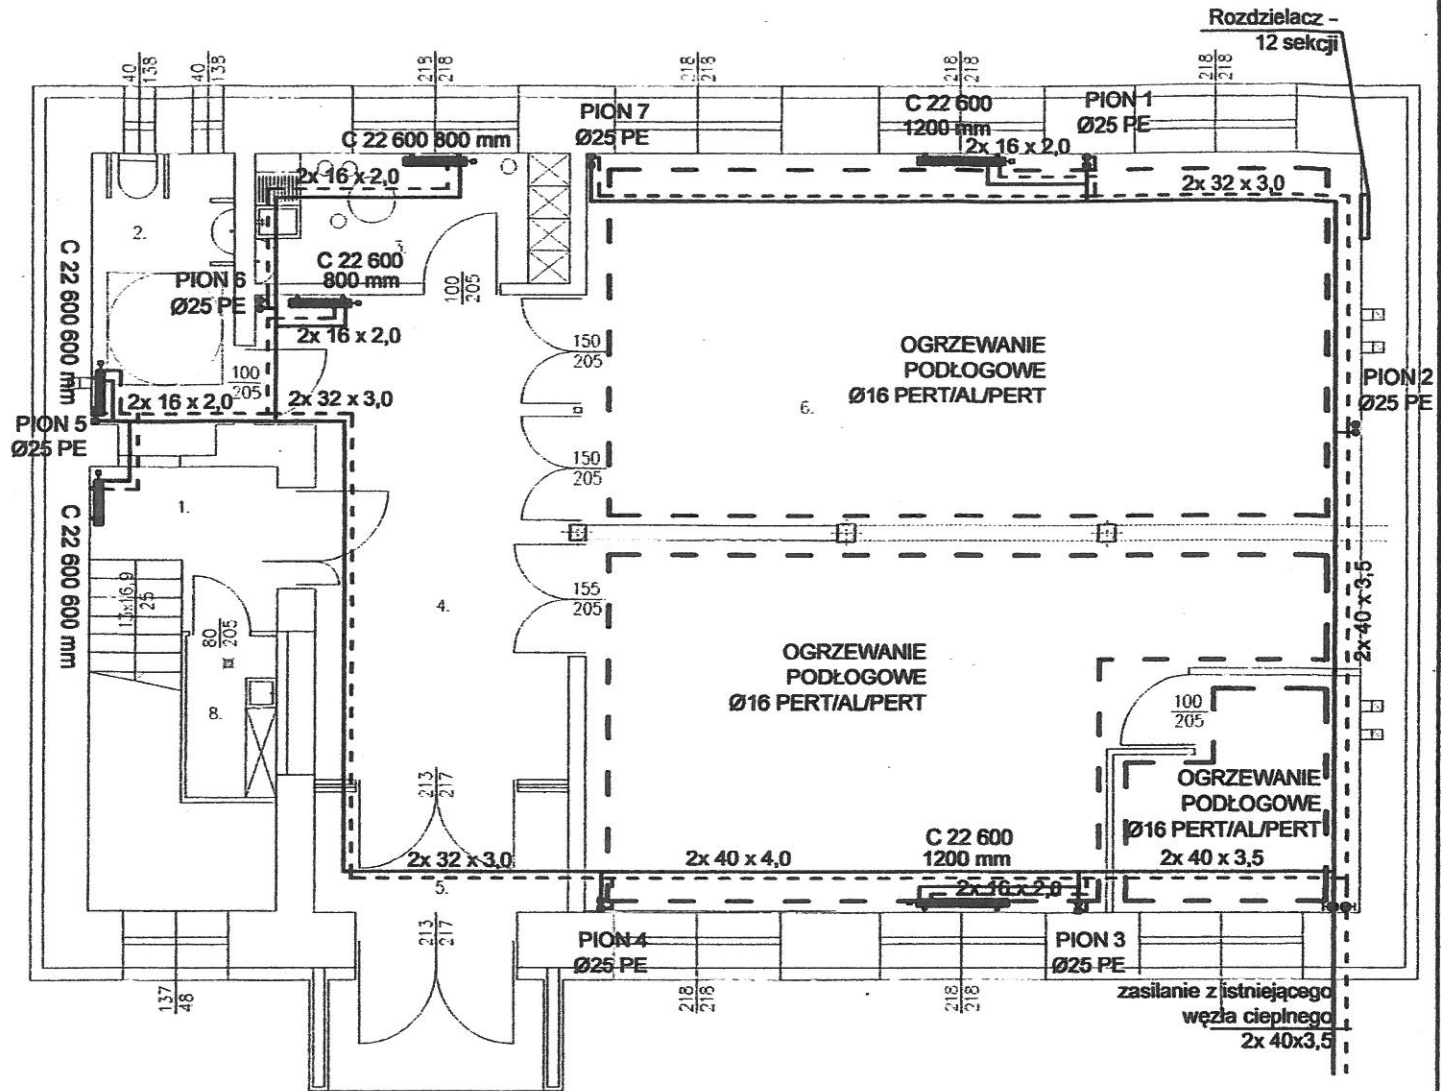 Rozdzielacz -
12 sekcji
40
138
40
138
218
218
218
218
218
218
218
218
PION 7
Ø25 PE
C 22 600
1200 mm
PION 1
Ø25 PE
C 22 600 800 mm
2x 16 x 2,0
2x 16 x 2,0
2x 32 x 3,0
2.
3.
C 22 600 600 mm
C 22 600
800 mm
PION 6
Ø25 PE
100
205
2x 16 x 2,0
150
205
OGRZEWANIE
PODŁOGOWE
Ø16 PERT/AL/PERT
6.
PION 2
Ø25 PE
100
205
2x 16 x 2,0
2x 32 x 3,0
PION 5
Ø25 PE
150
205
1.
C 22 600 600 mm
13x16,9
25
80
205
4.
155
205
2x 40 x 3,5
OGRZEWANIE
PODŁOGOWE
Ø16 PERT/AL/PERT
8.
100
205
213
217
OGRZEWANIE
PODŁOGOWE
Ø16 PERT/AL/PERT
2x 32 x 3,0
2x 40 x 4,0
C 22 600
1200 mm
2x 40 x 3,5
5.
2x 16 x 2,0
213
217
PION 4
Ø25 PE
PION 3
Ø25 PE
137
48
218
218
218
218
zasilanie z istniejącego
węzła cieplnego
2x 40x3,5